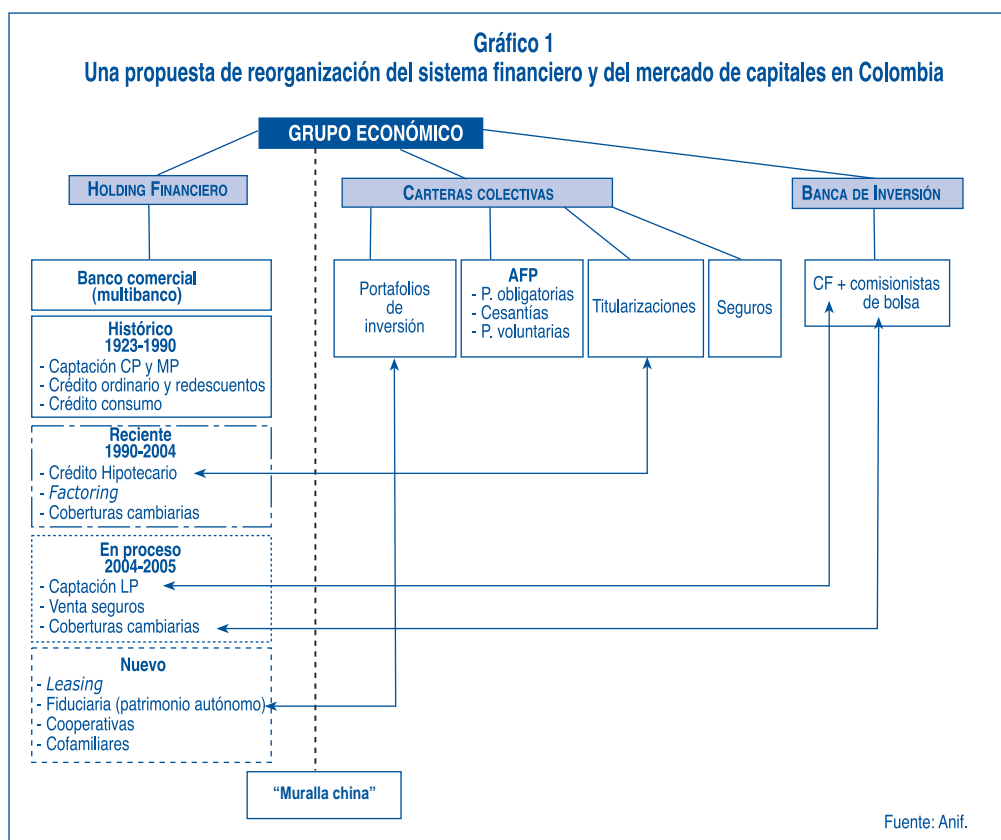 Gráfico 1
Una propuesta de reorganización del sistema financiero y del mercado de capitales en Colombia
GRUPO ECONÓMICO
HOLDING FINANCIERO
CARTERAS COLECTIVAS
BANCA DE INVERSIÓN
Banco comercial
(multibanco)
Histórico
1923-1990
- Captación CP y MP
- Crédito ordinario y redescuentos
- Crédito consumo
Reciente
1990-2004
- Crédito Hipotecario
- Factoring
- Coberturas cambiarias
En proceso
2004-2005
- Captación LP
- Venta seguros
- Coberturas cambiarias
Nuevo
- Leasing
- Fiduciaria (patrimonio autónomo)
- Cooperativas
- Cofamiliares
Portafolios
de
inversión
AFP
- P. obligatorias
- Cesantías
- P. voluntarias
Titularizaciones
Seguros
CF + comisionistas
de bolsa
"Muralla china"
Fuente: Anif.